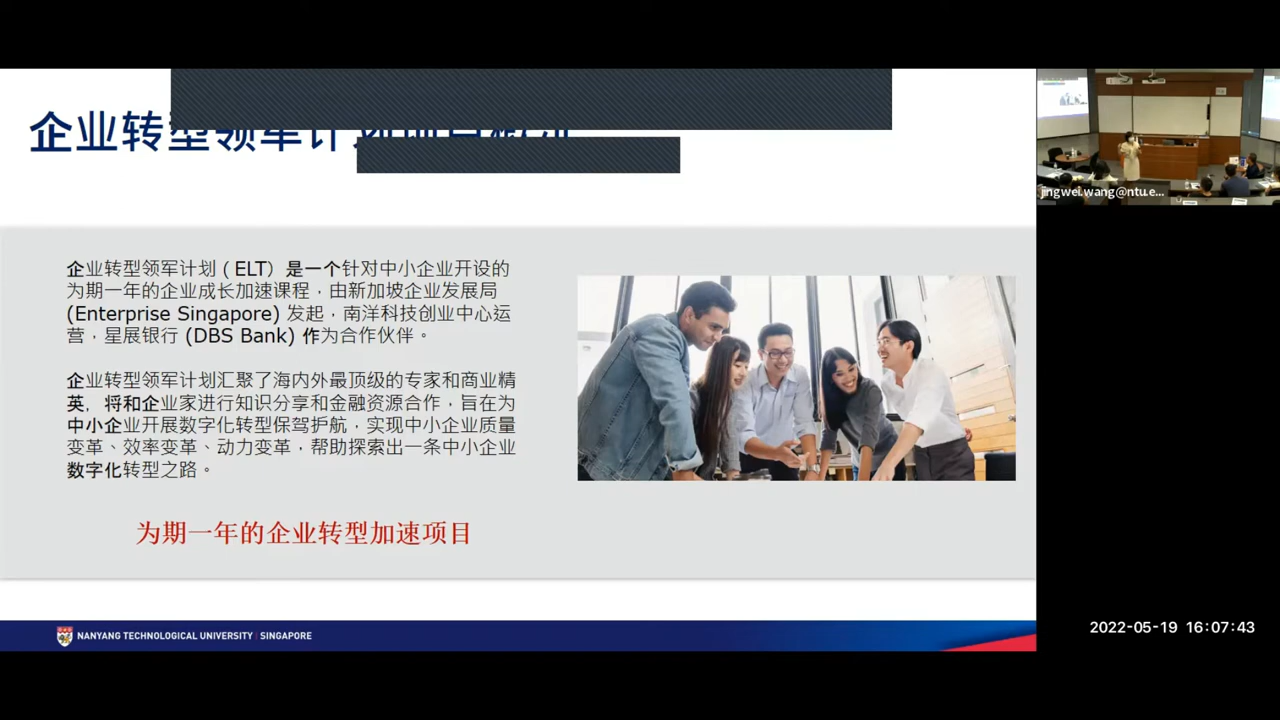 企业转型领军计
企业转型领军计划 ( ELT）是一个针对中小企业开设的
为期一年的企业成长加速课程，由新加坡企业发展局
(Enterprise Singapore) 发起，南洋科技创业中心运
营，星展银行 (DBS Bank) 作为合作伙伴。
企业转型领军计划汇聚了海内外最顶级的专家和商业精
英, 将和企业家进行知识分享和金融资源合作，旨在为
中小企业开展数字化转型保驾护航，实现中小企业质量
变革、效率变革、动力变革，帮助探索出一条中小企业
数字化转型之路。
为期一年的企业转型加速项目
NANYANG TECHNOLOGICAL UNIVERSITY | SINGAPORE
jingwei.wang@ntu.e...
2022-05-19 16:07:43